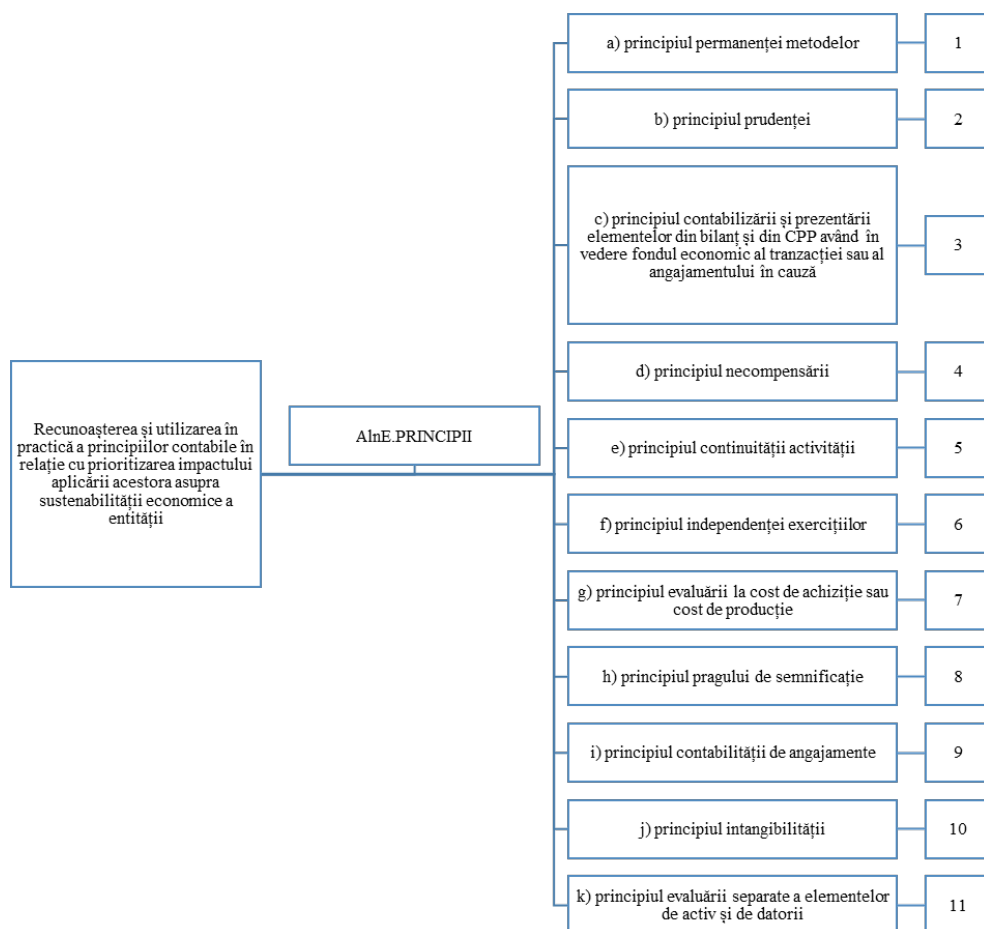 Recunoașterea și utilizarea în
practică a principiilor contabile în
relație cu prioritizarea impactului
aplicării acestora asupra
sustenabilității economice a
entității
AlnE.PRINCIPII
a) principiul permanenței metodelor
1
b) principiul prudenței
2
c) principiul contabilizării și prezentării
elementelor din bilanț și din CPP având în
vedere fondul economic al tranzacției sau al
angajamentului în cauză
3
d) principiul necompensării
4
e) principiul continuității activității
5
f) principiul independenței exercițiilor
6
g) principiul evaluării la cost de achiziție sau
cost de producție
7
h) principiul pragului de semnificație
8
i) principiul contabilității de angajamente
9
j) principiul intangibilității
10
k) principiul evaluării separate a elementelor
de activ și de datorii
11